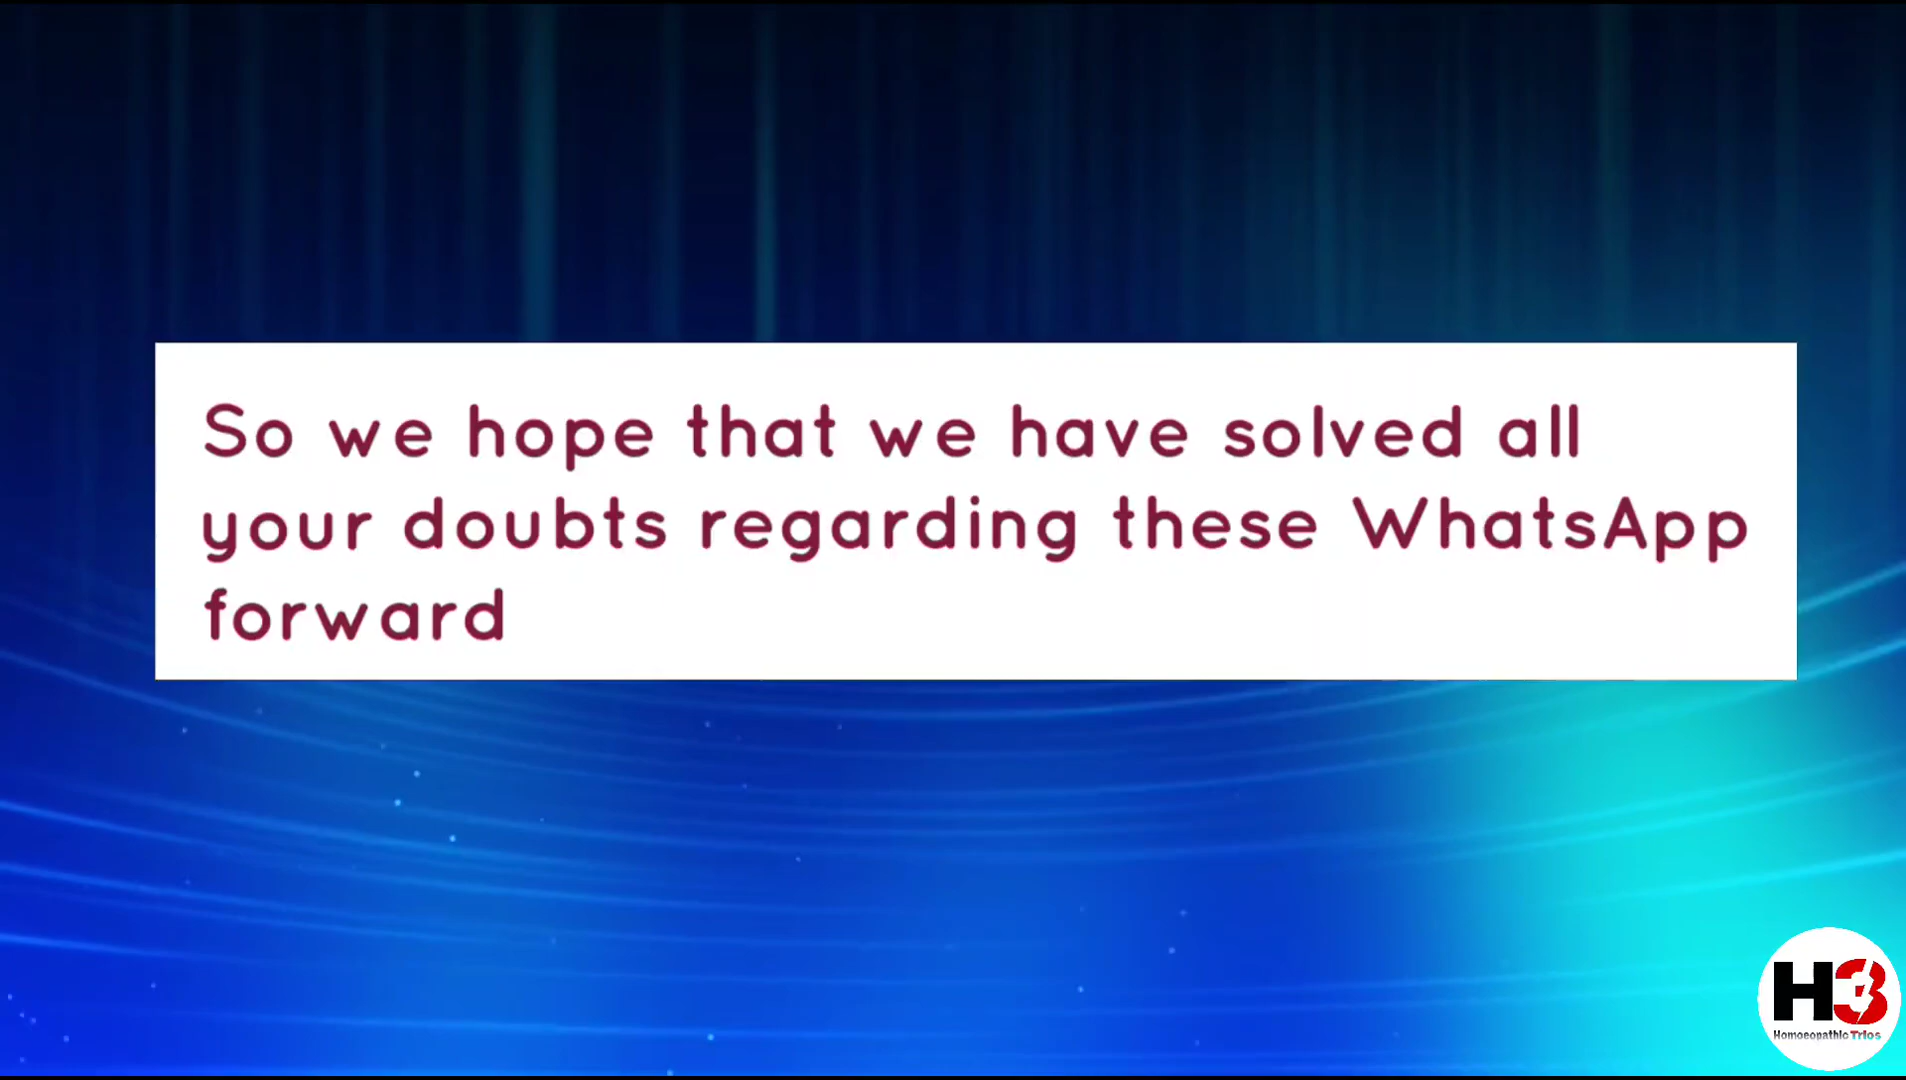 So we hope that we have solved all
your doubts regarding these WhatsApp
forward
H3
Homoeopathic Trios